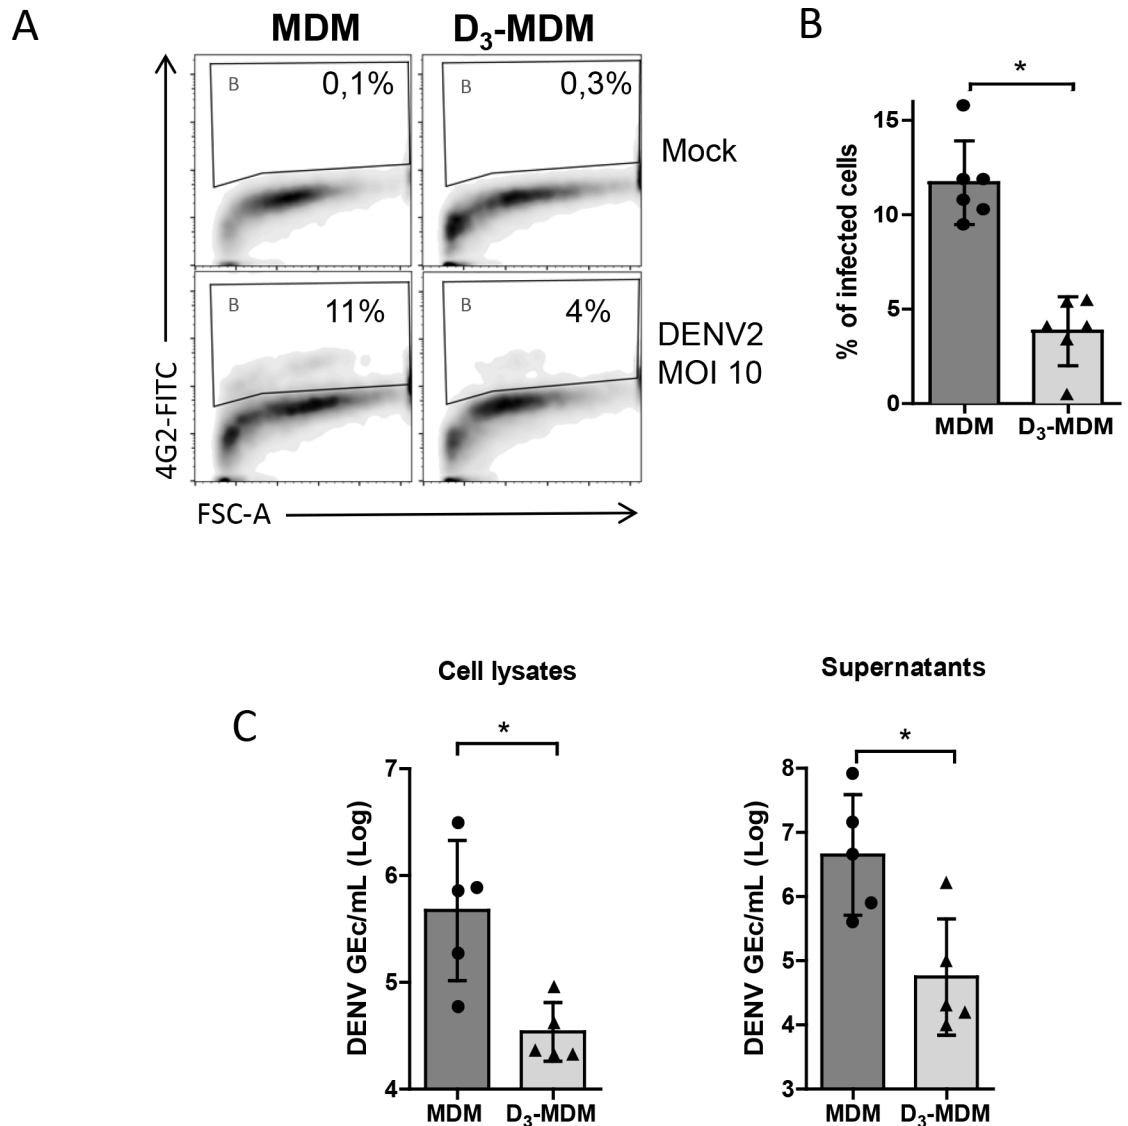 A
MDM
D₃-MDM
B
0,1%
B
0,3%
Mock
B
11%
B
4%
DENV2
MOI 10
4G2-FITC
FSC-A
B
*
% of infected cells
15
10
5
0
MDM
D₃-MDM
C
Cell lysates
*
DENV GEc/mL (Log)
7
6
5
4
MDM
D₃-MDM
Supernatants
*
DENV GEc/mL (Log)
8
7
6
5
4
3
MDM
D₃-MDM